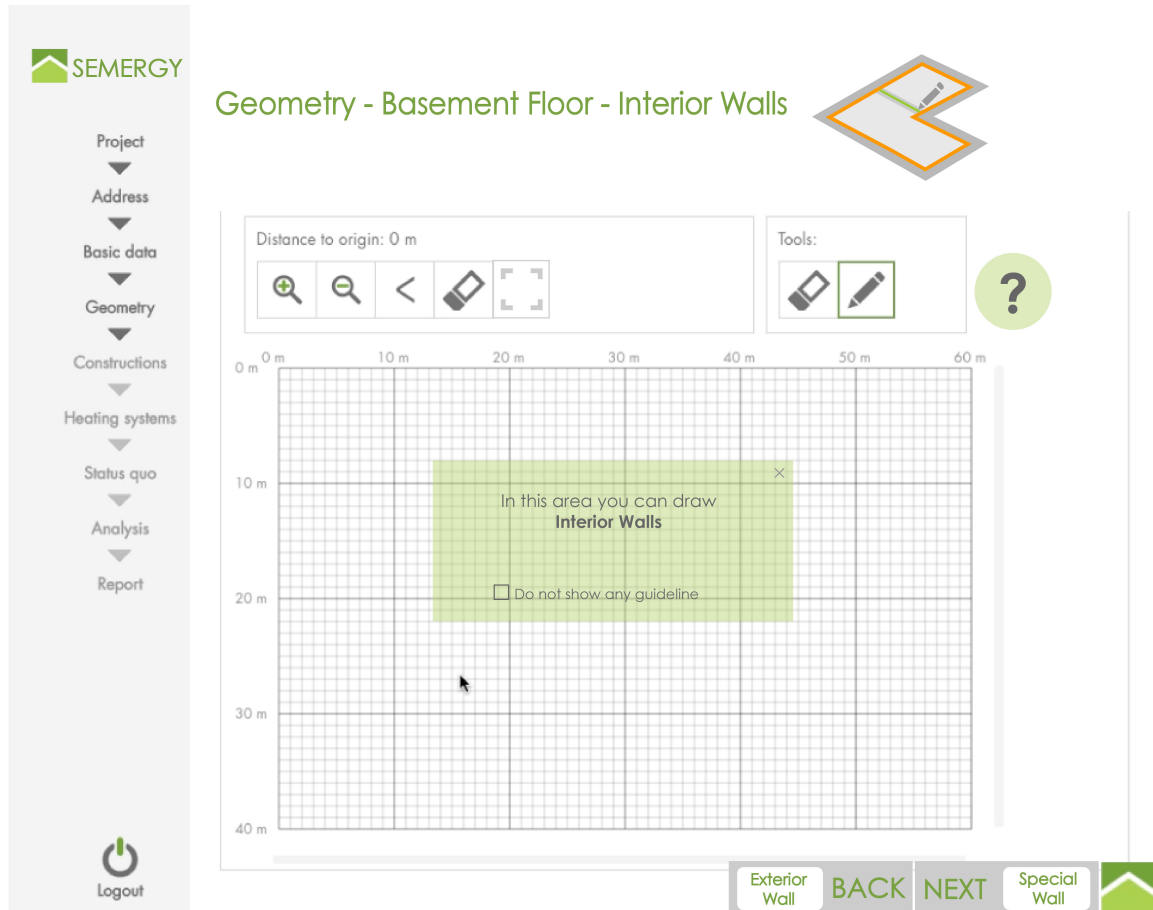 SEMERGY
Geometry - Basement Floor - Interior Walls
Project
Address
Basic data
Geometry
Constructions
Heating systems
Status quo
Analysis
Report
Logout
Distance to origin: 0 m
Tools:
?
0 m 10 m 20 m 30 m 40 m 50 m 60 m
0 m
10 m
20 m
30 m
40 m
In this area you can draw
Interior Walls
Do not show any guideline
Exterior
Wall
BACK
NEXT
Special
Wall